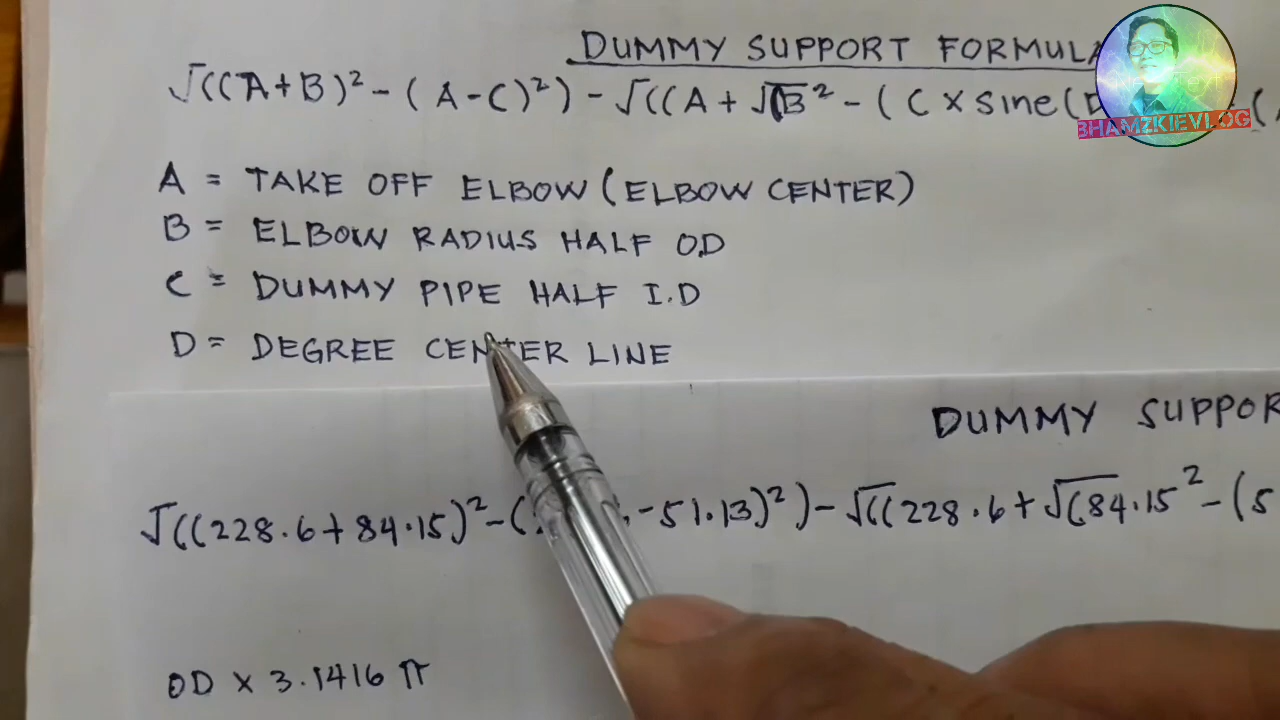 DUMMY SUPPORT FORMULA
√((A+B)²-(A-C)²)-√((A+√(B²-(C×Sine(D
BHAMZKIEVLOG
A = TAKE OFF ELBOW (ELBOW CENTER)
B = ELBOW RADIUS HALF O.D
C = DUMMY PIPE HALF I.D
D = DEGREE CENTER LINE
DUMMY SUPPOR
√((228.6+84.15)²-( -51.13)²)-√((228.6+√(84.15²-(5
OD × 3.1416 π